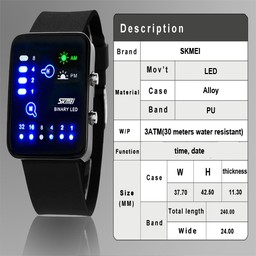 Description
Brand SKMEI
Material Mov't LED
Case Alloy
Band PU
W/P 3ATM(30 meters water resistant)
Function time, date
Size (MM) Case W H thickness
37.70 42.50 11.30
Band Total length 240.00
Wide 24.00
AM
PM
SKMEI
BINARY LED
32 16 8 4 2 1